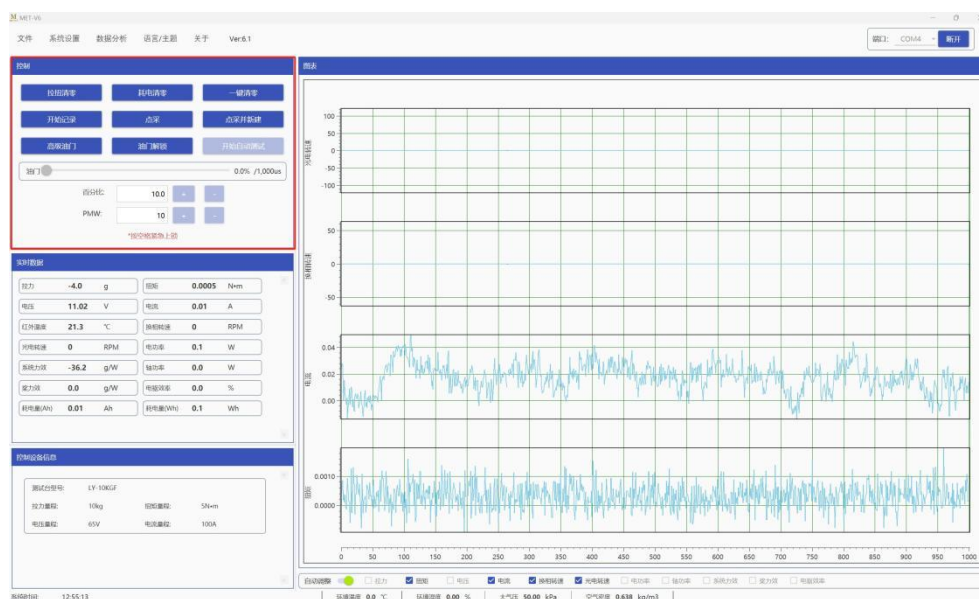 MET-V6
文件 系统设置 数据分析 语言/主题 关于 Ver:6.1
端口: COM4 断开
控制
拉扭清零 耗电清零 一键清零
开始记录 点采 点采并新建
高级油门 油门解锁 开始自动测试
油门 0.0% /1,000us
百分比: 10.0 + -
PMW: 10 + -
*按空格紧急上锁
实时数据
拉力 -4.0 g 扭矩 0.0005 N•m
电压 11.02 V 电流 0.01 A
红外温度 21.3 ℃ 换相转速 0 RPM
光电转速 0 RPM 电功率 0.1 W
系统力效 -36.2 g/W 轴功率 0.0 W
桨力效 0.0 g/W 电驱效率 0.0 %
耗电量(Ah) 0.01 Ah 耗电量(Wh) 0.1 Wh
控制设备信息
测试台型号: LY-10KGF
拉力量程: 10kg 扭矩量程: 5N•m
电压量程: 65V 电流量程: 100A
系统时间: 12:55:13
图表
光电转速
100
50
0
-50
-100
换相转速
50
0
-50
电流
0.04
0.02
0.00
扭矩
0.0010
0.0000
0 50 100 150 200 250 300 350 400 450 500 550 600 650 700 750 800 850 900 950 1000
自动调整 拉力 扭矩 电压 电流 换相转速 光电转速 电功率 轴功率 系统力效 桨力效 电驱效率
环境温度 0.0 ℃ 环境湿度 0.00 % 大气压 50.00 kPa 空气密度 0.638 kg/m3